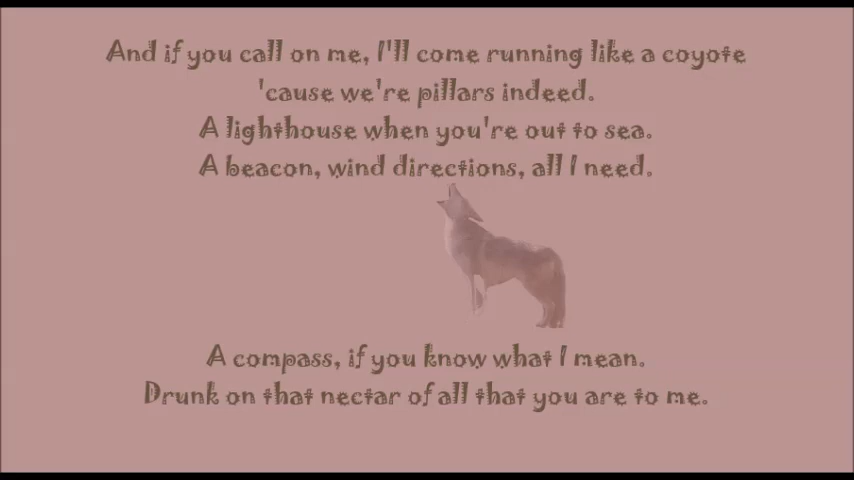 And if you call on me, I'll come running like a coyote
'cause we're pillars indeed.
A lighthouse when you're out to sea.
A beacon, wind directions, all I need.
A compass, if you know what I mean.
Drunk on that nectar of all that you are to me.